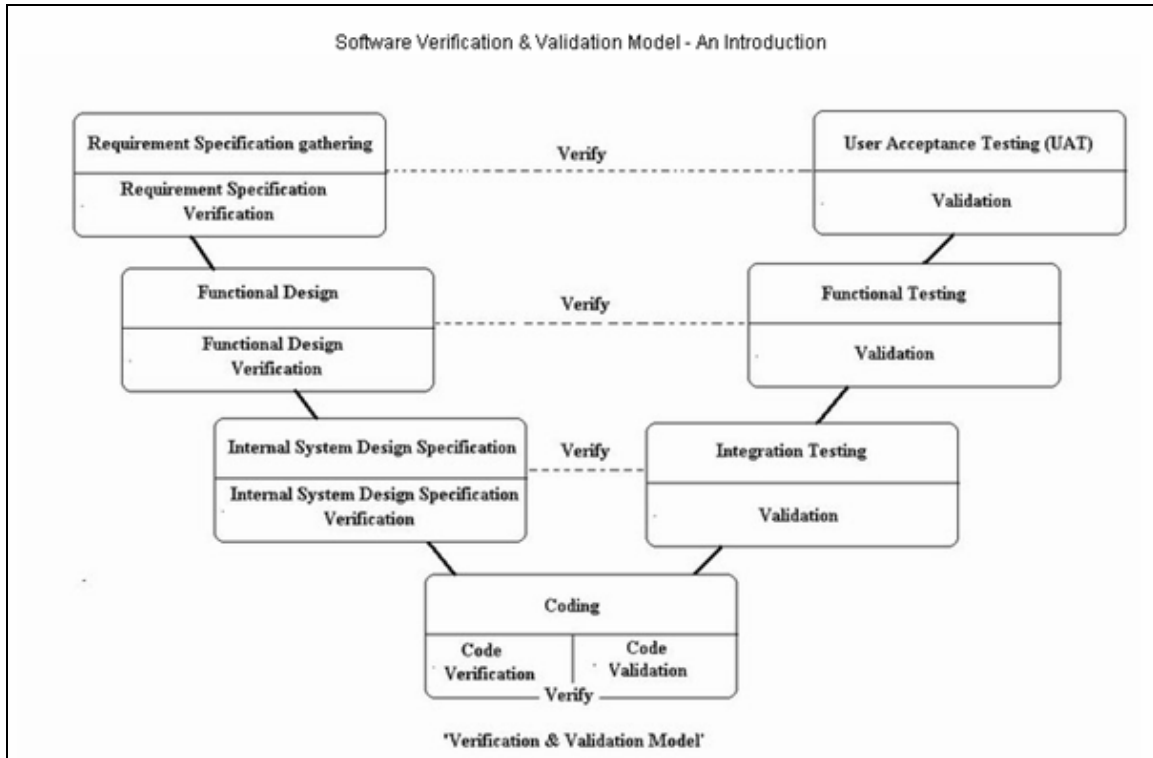 Software Verification & Validation Model - An Introduction
Requirement Specification gathering
Requirement Specification
Verification
Verify
User Acceptance Testing (UAT)
Validation
Functional Design
Functional Design
Verification
Verify
Functional Testing
Validation
Internal System Design Specification
Internal System Design Specification
Verification
Verify
Integration Testing
Validation
Coding
Code
Verification
Code
Validation
Verify
'Verification & Validation Model'